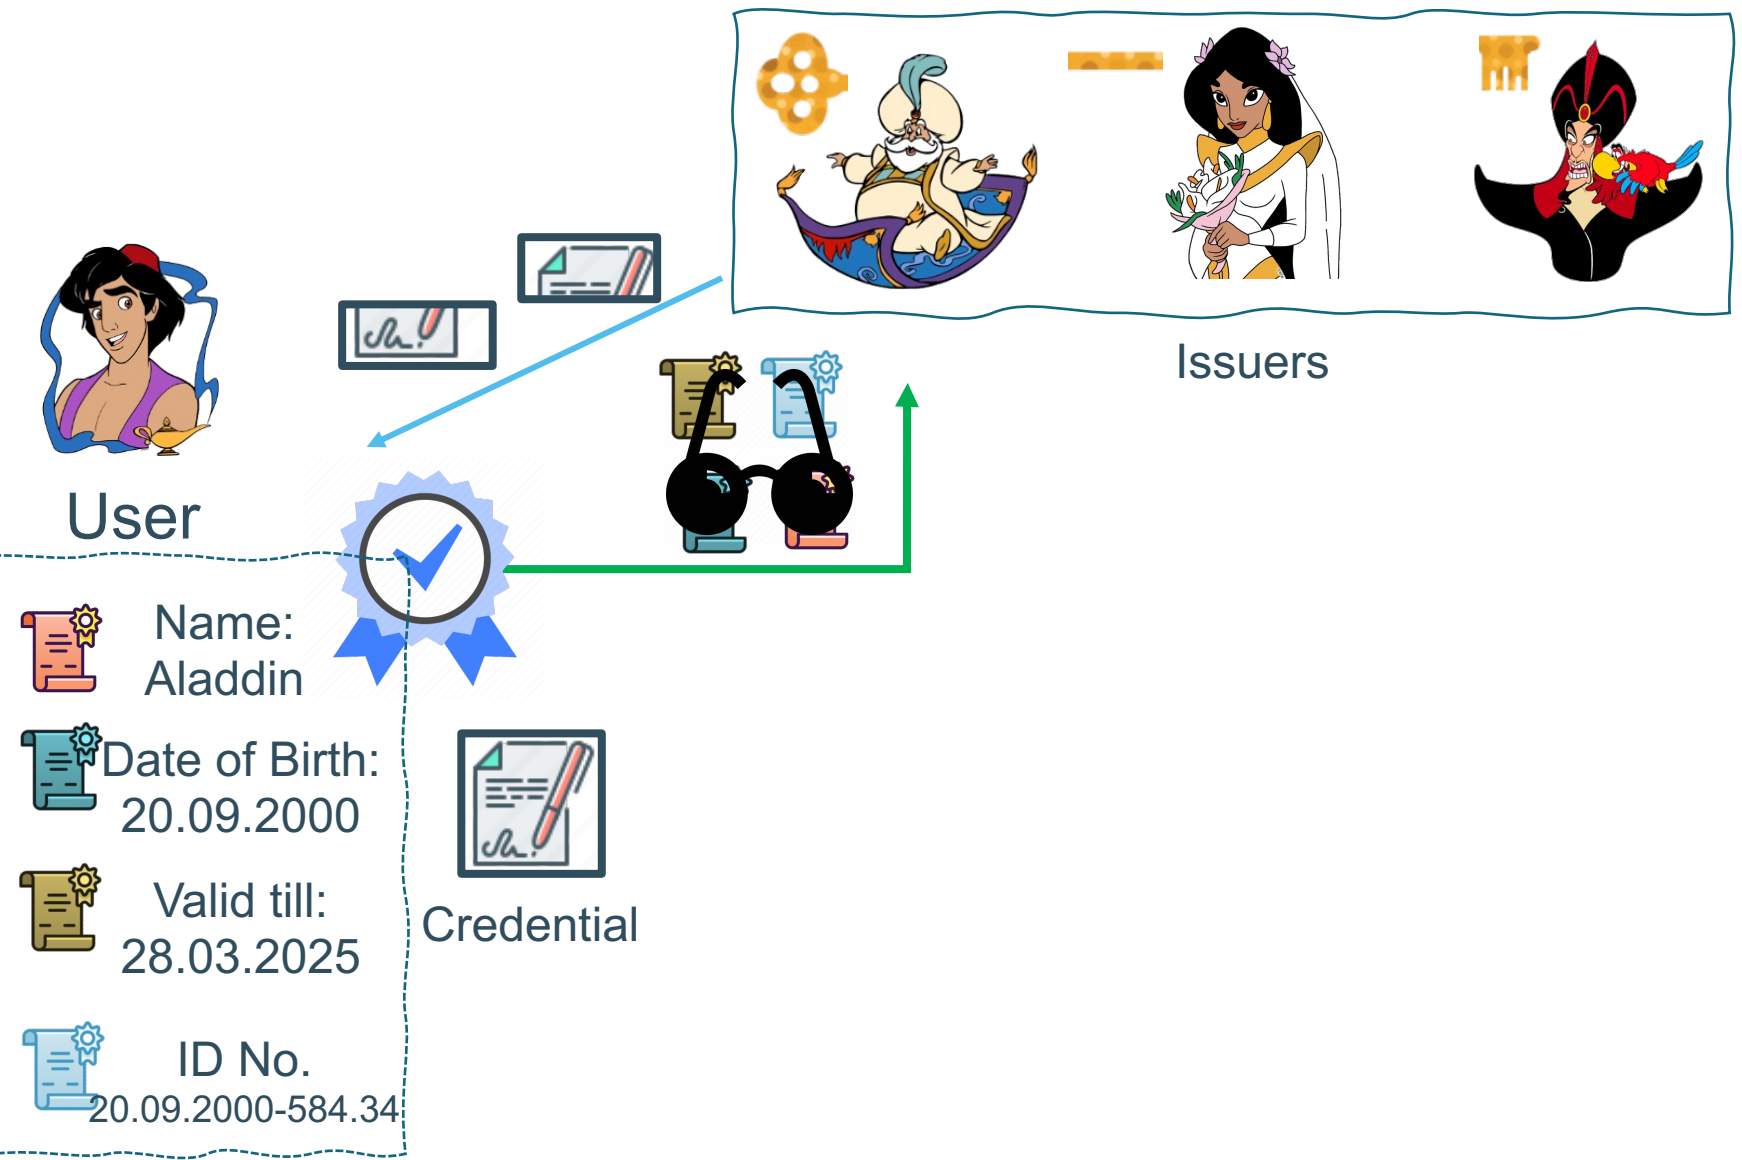 Issuers
User
Name:
Aladdin
Date of Birth:
20.09.2000
Valid till:
28.03.2025
Credential
ID No.
20.09.2000-584.34